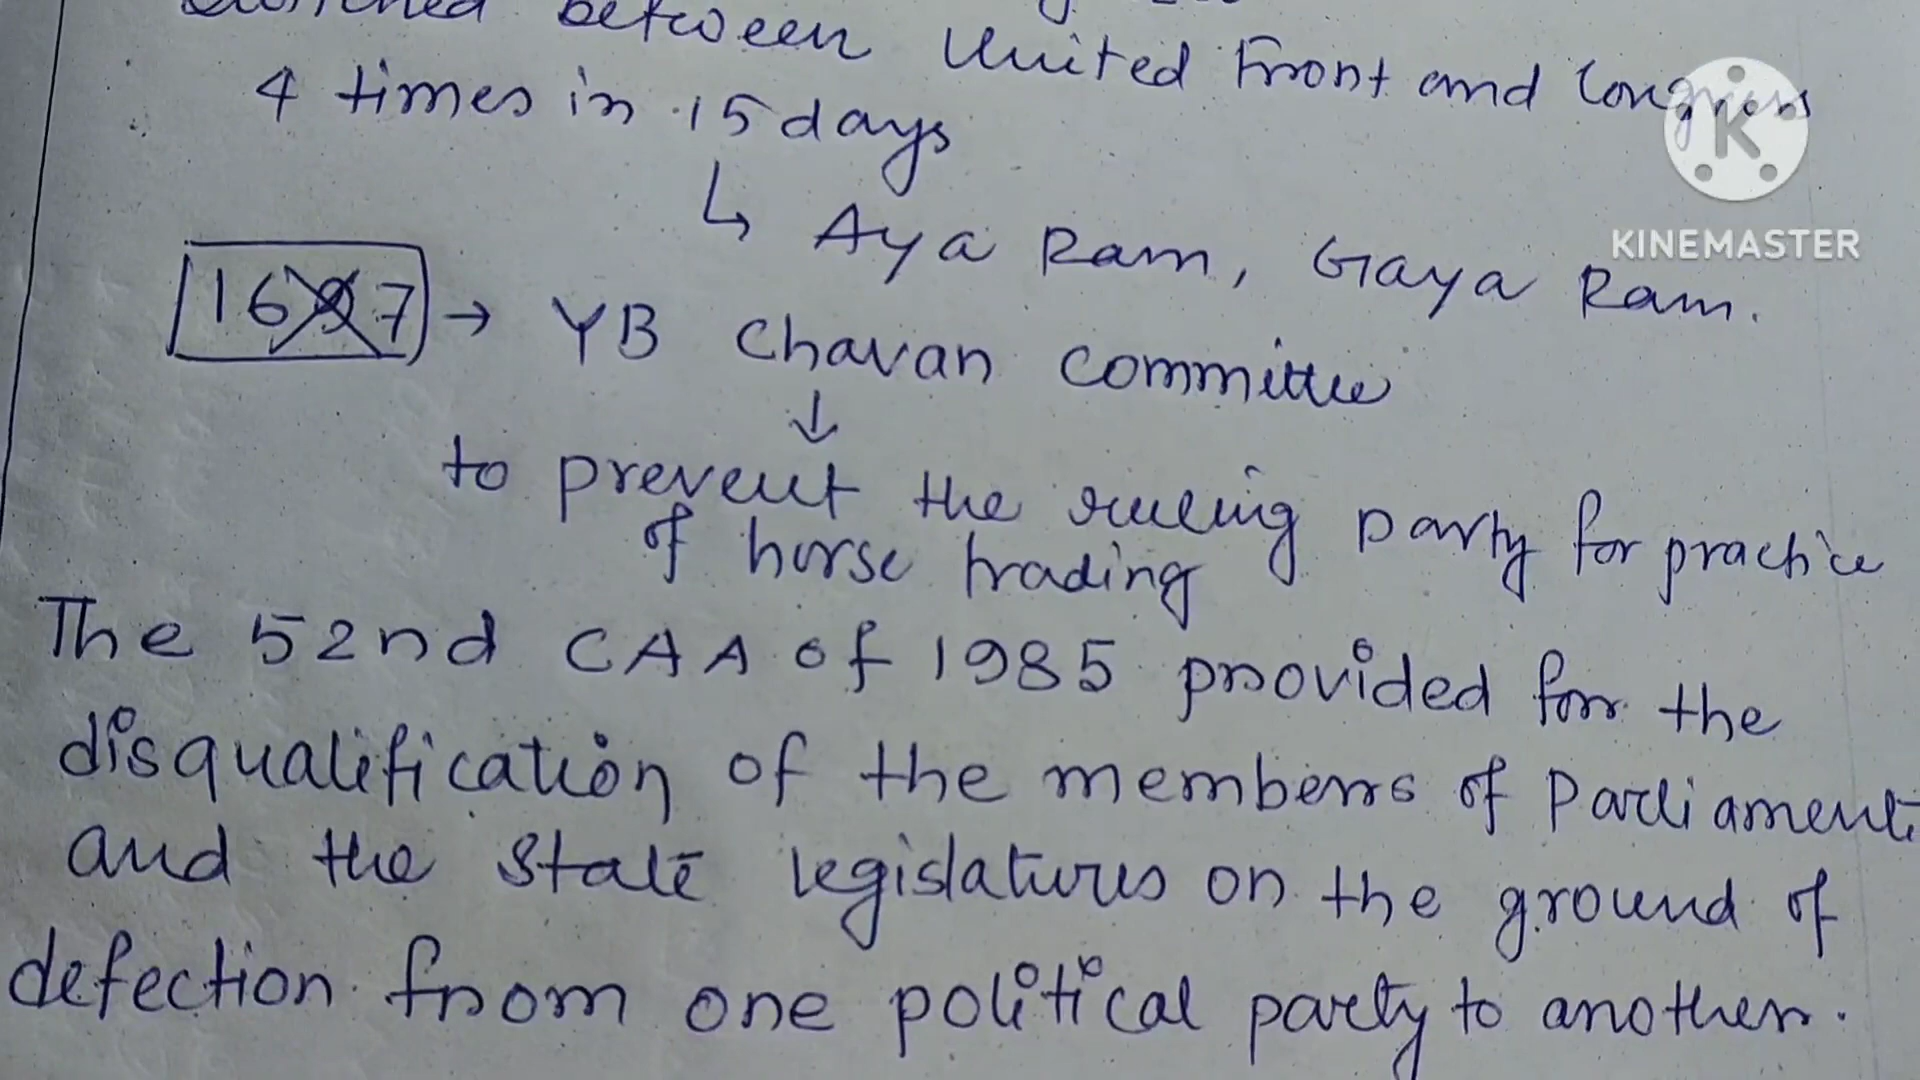 between United Front and Congress
4 times in 15 days
↳ Aya Ram, Gaya Ram.
KINEMASTER
→ YB Chavan committee
↓
to prevent the ruling party for practice
of horse trading
The 52nd CAA of 1985 provided for the
disqualification of the members of Parliament
and the State legislatures on the ground of
defection from one political party to another.